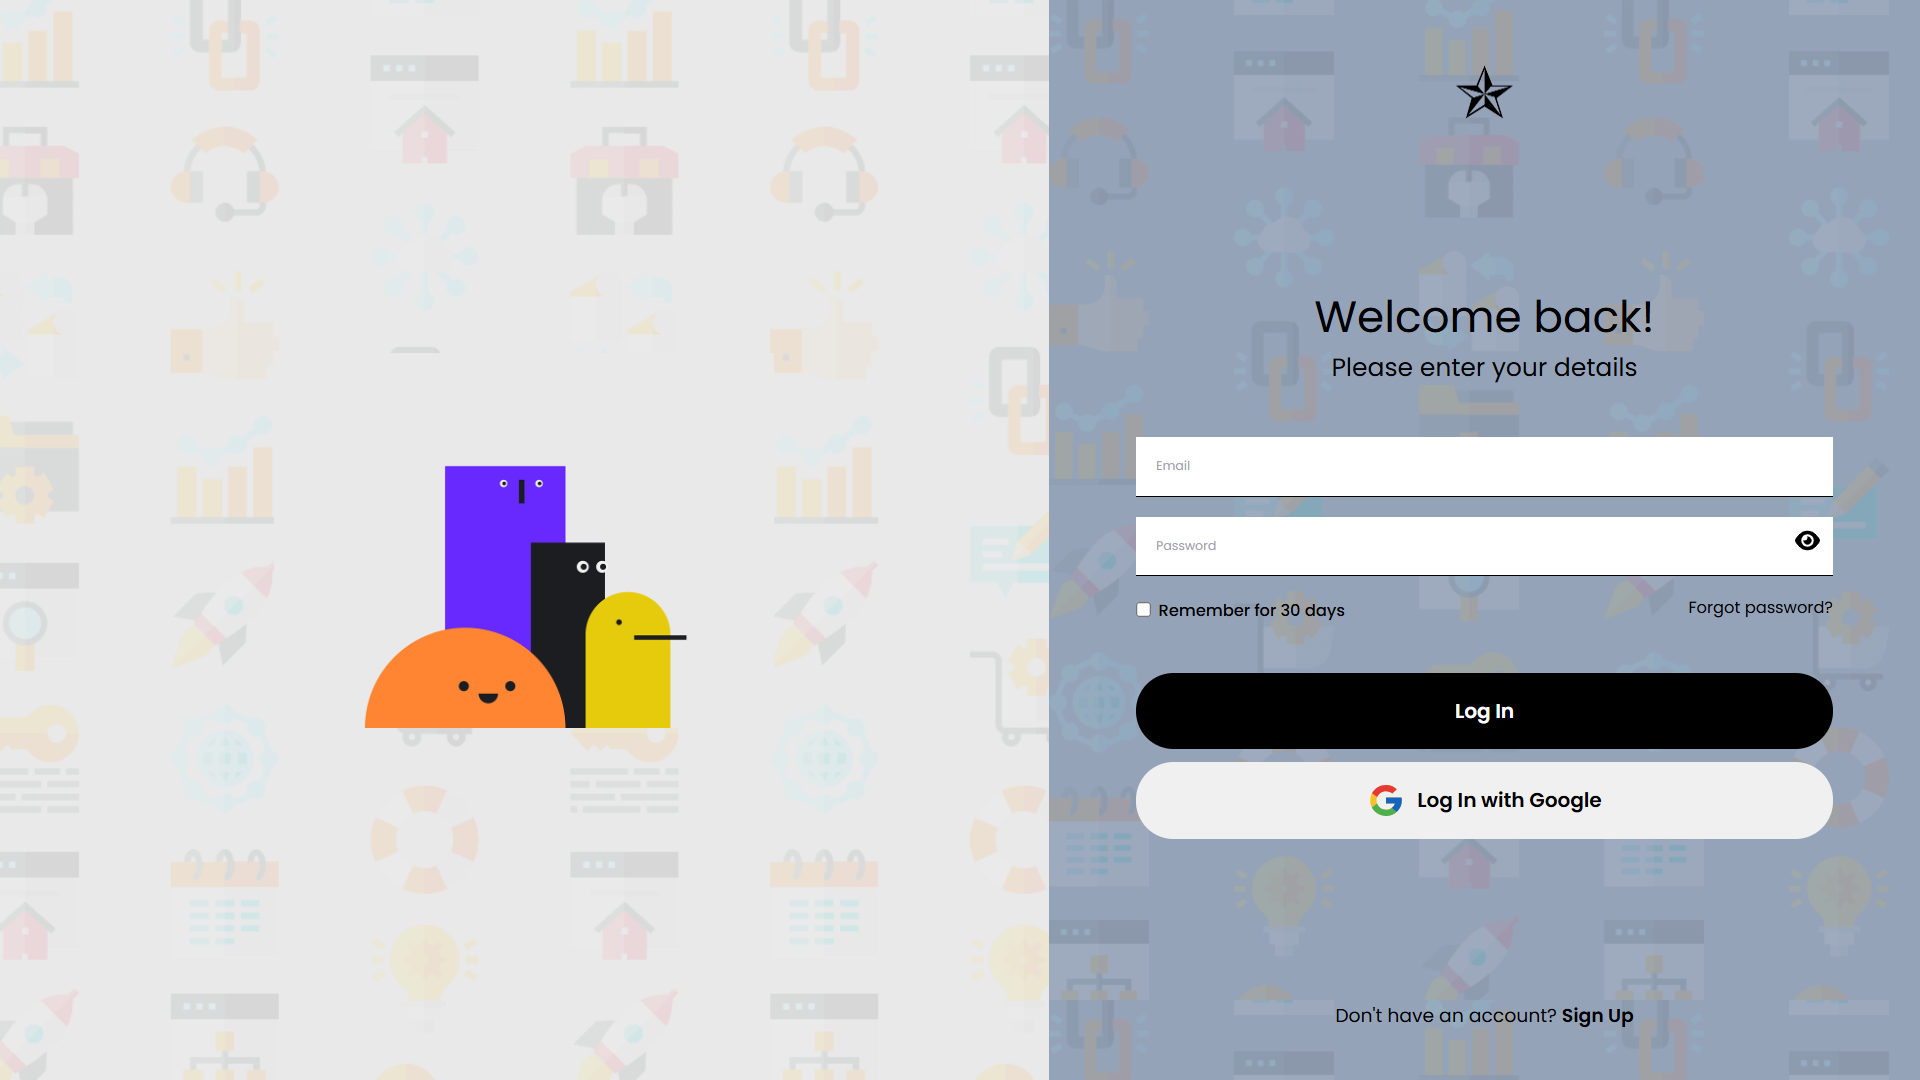 Welcome back!
Please enter your details
Email
Password
Remember for 30 days
Forgot password?
Log In
Log In with Google
Don't have an account? Sign Up